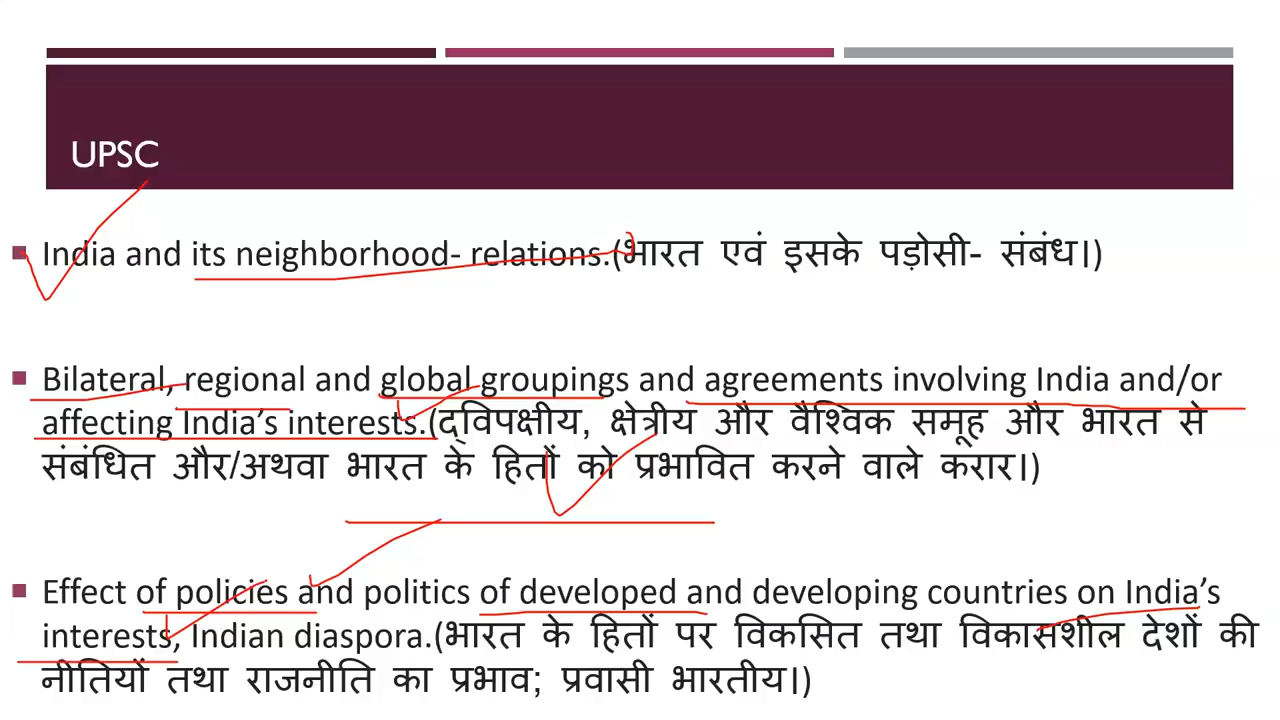 UPSC
India and its neighborhood- relations.(भारत एवं इसके पड़ोसी- संबंध।)
Bilateral, regional and global groupings and agreements involving India and/or
affecting India's interests.(द्विपक्षीय, क्षेत्रीय और वैश्विक समूह और भारत से
संबंधित और/अथवा भारत के हितों को प्रभावित करने वाले करार।)
Effect of policies and politics of developed and developing countries on India's
interests, Indian diaspora.(भारत के हितों पर विकसित तथा विकासशील देशों की
नीतियों तथा राजनीति का प्रभाव; प्रवासी भारतीय।)